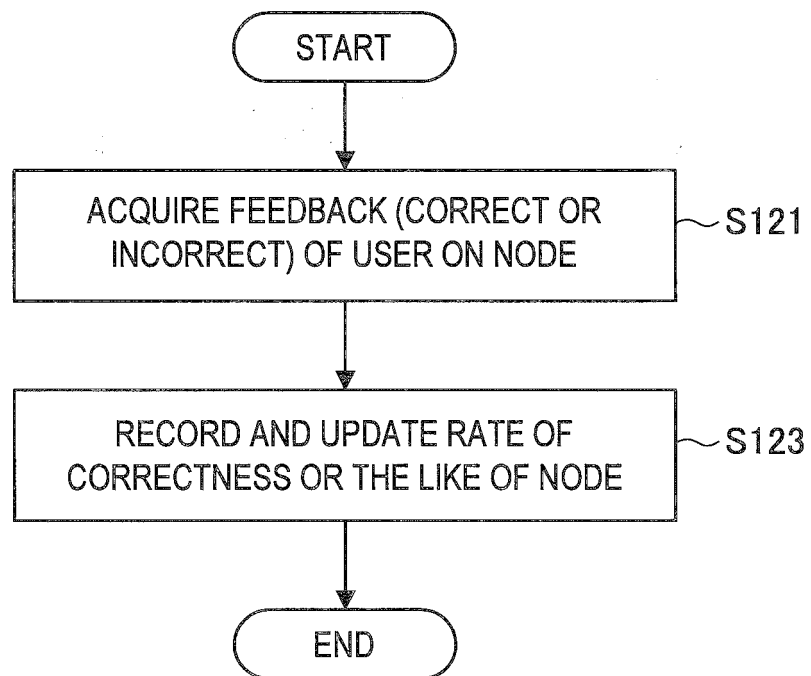 START
ACQUIRE FEEDBACK (CORRECT OR
INCORRECT) OF USER ON NODE
S121
RECORD AND UPDATE RATE OF
CORRECTNESS OR THE LIKE OF NODE
S123
END